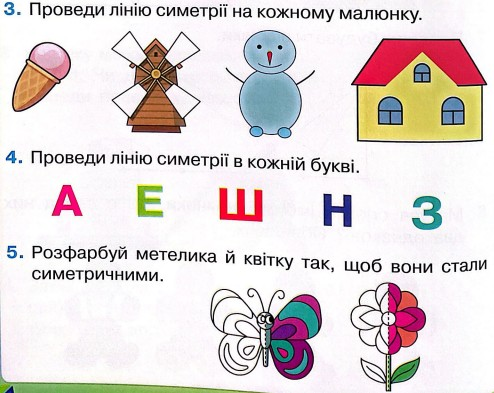 3. Проведи лінію симетрії на кожному малюнку.
4. Проведи лінію симетрії в кожній букві.
А Е Ш Н З
5. Розфарбуй метелика й квітку так, щоб вони стали
симетричними.